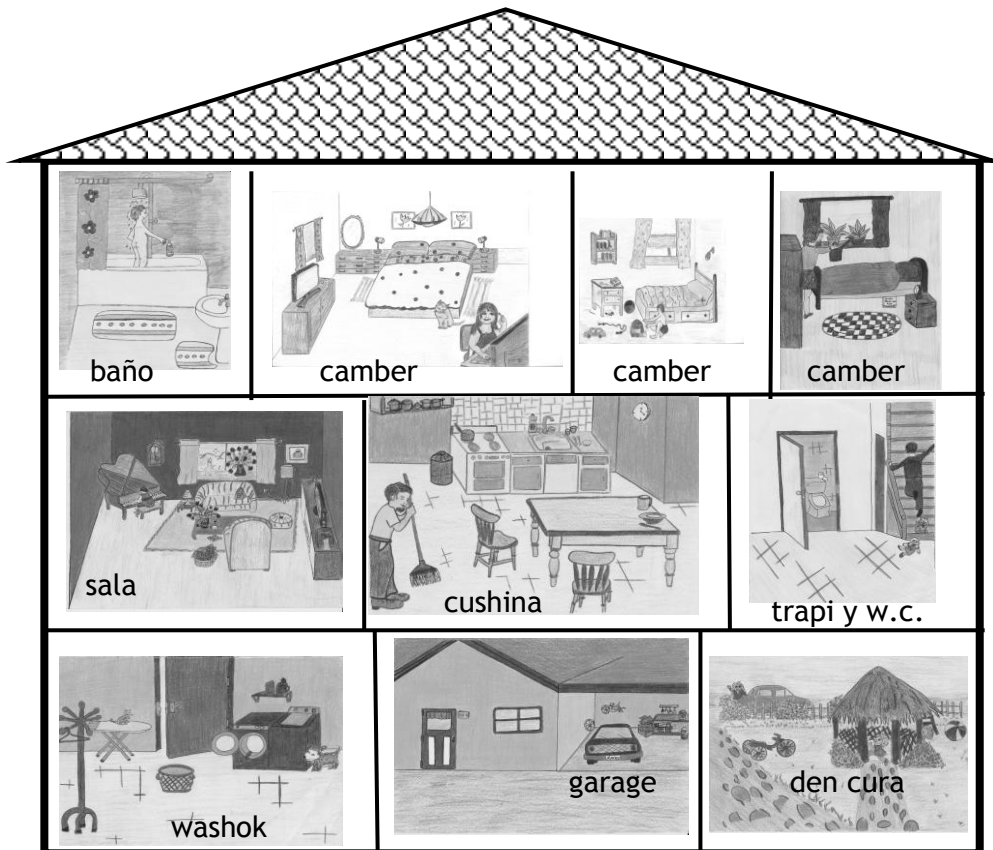 baño
camber
camber
camber
sala
cushina
trapi y w.c.
washok
garage
den cura